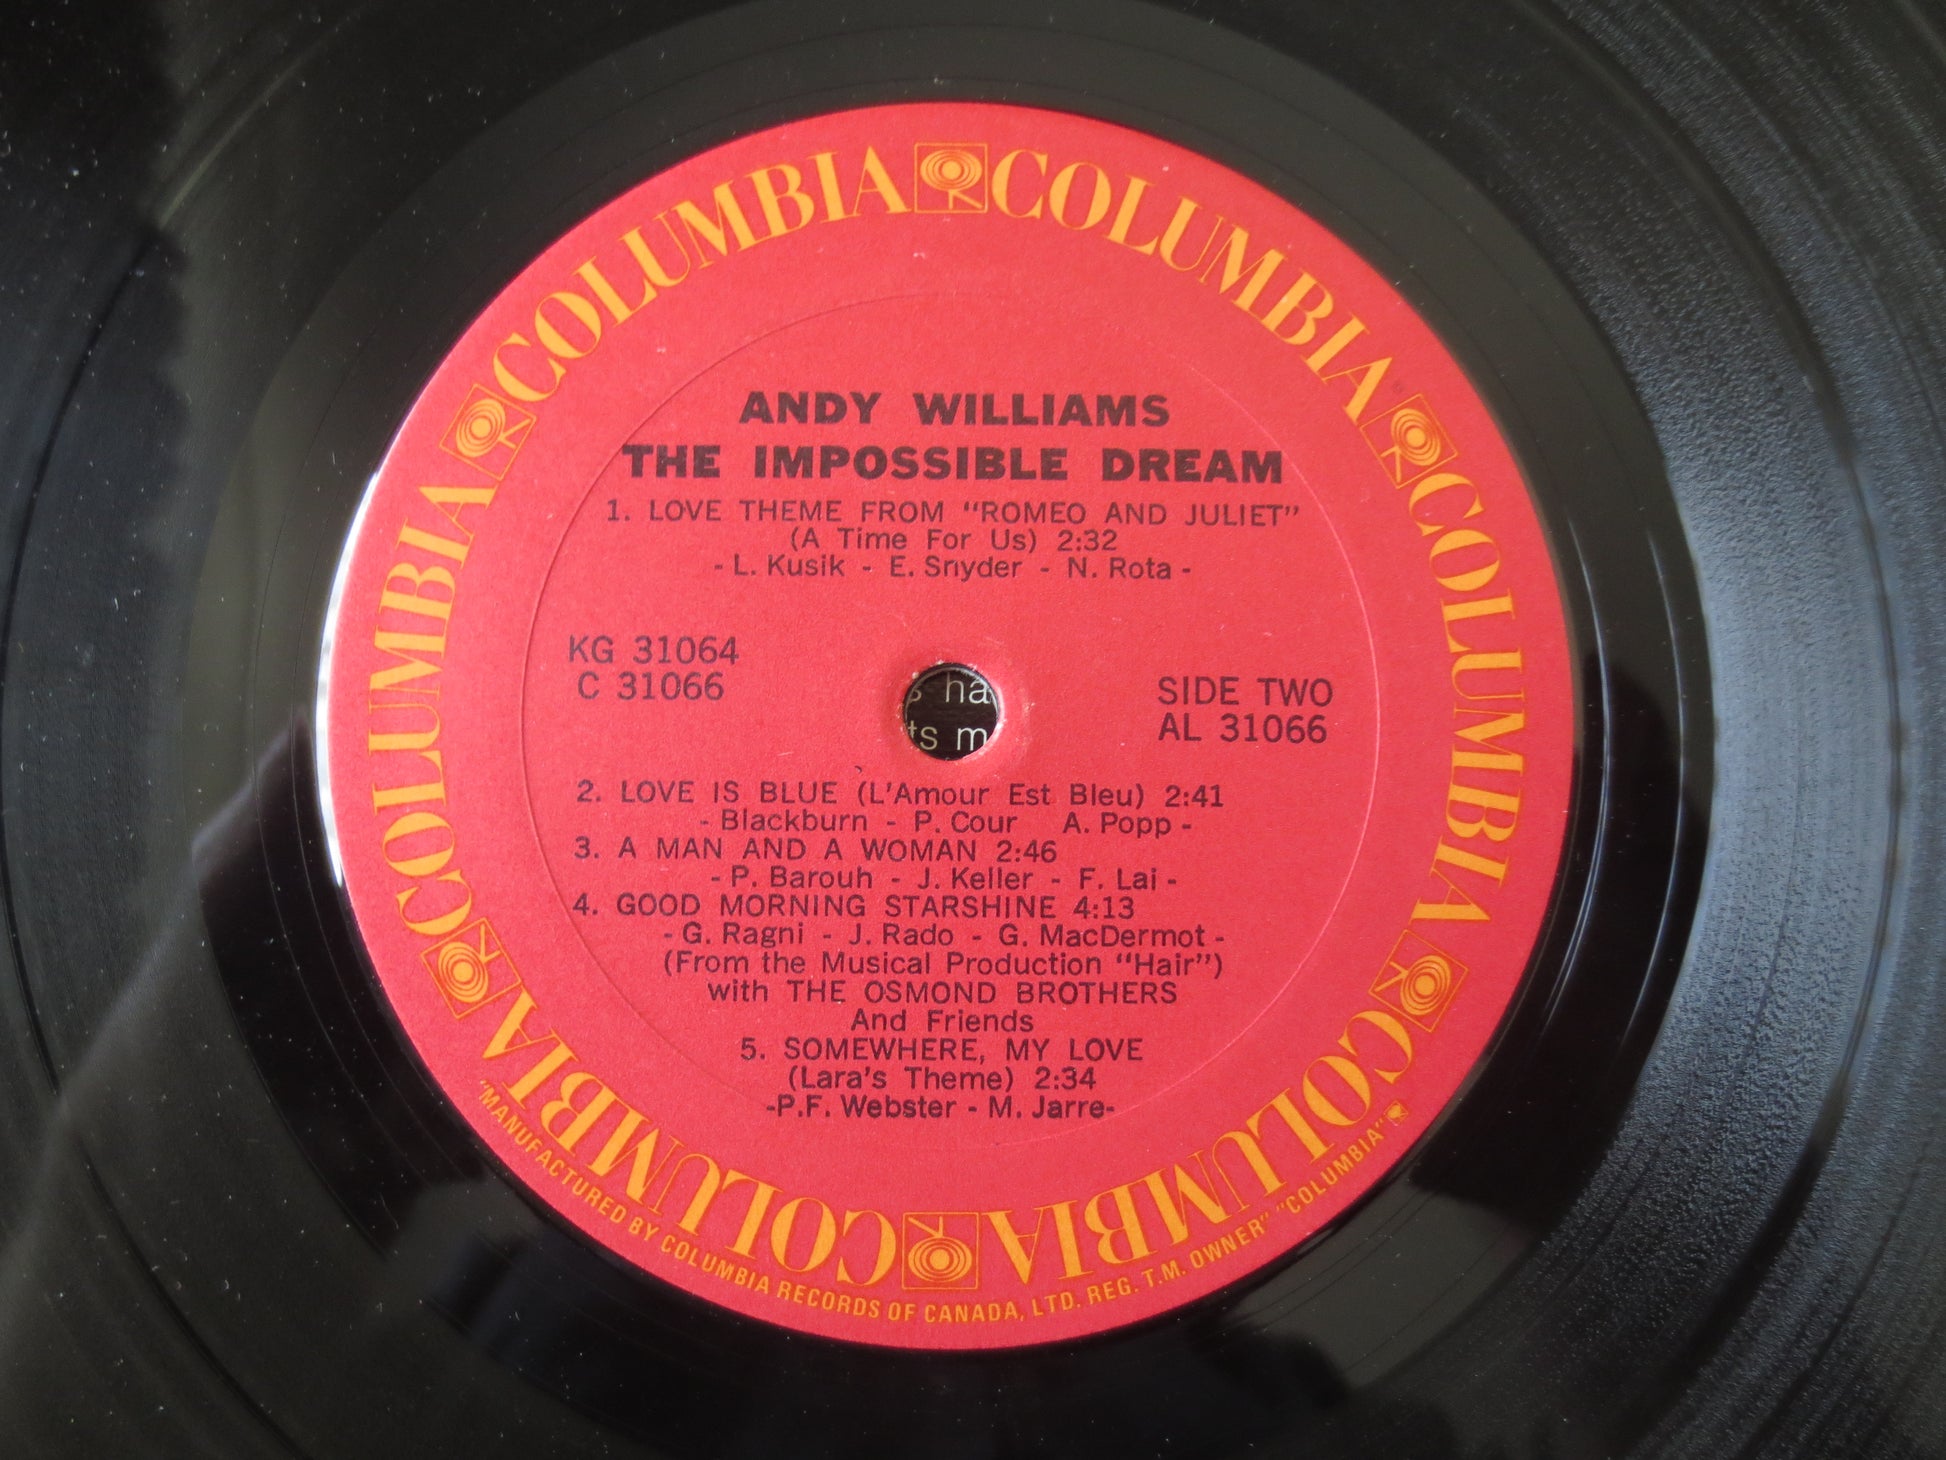 COLUMBIA COLUMBIA COLUMBIA COLUMBIA COLUMBIA COLUMBIA
ANDY WILLIAMS
THE IMPOSSIBLE DREAM
1. LOVE THEME FROM "ROMEO AND JULIET"
(A Time For Us) 2:32
- L. Kusik - E. Snyder - N. Rota -
KG 31064
C 31066
SIDE TWO
AL 31066
ha
ts m
2. LOVE IS BLUE (L'Amour Est Bleu) 2:41
- Blackburn - P. Cour A. Popp -
3. A MAN AND A WOMAN 2:46
- P. Barouh - J. Keller - F. Lai -
4. GOOD MORNING STARSHINE 4:13
- G. Ragni - J. Rado - G. MacDermot -
(From the Musical Production "Hair")
with THE OSMOND BROTHERS
And Friends
5. SOMEWHERE, MY LOVE
(Lara's Theme) 2:34
-P.F. Webster - M. Jarre-
"MANUFACTURED BY COLUMBIA RECORDS OF CANADA, LTD. REG. T.M. OWNER" "COLUMBIA"